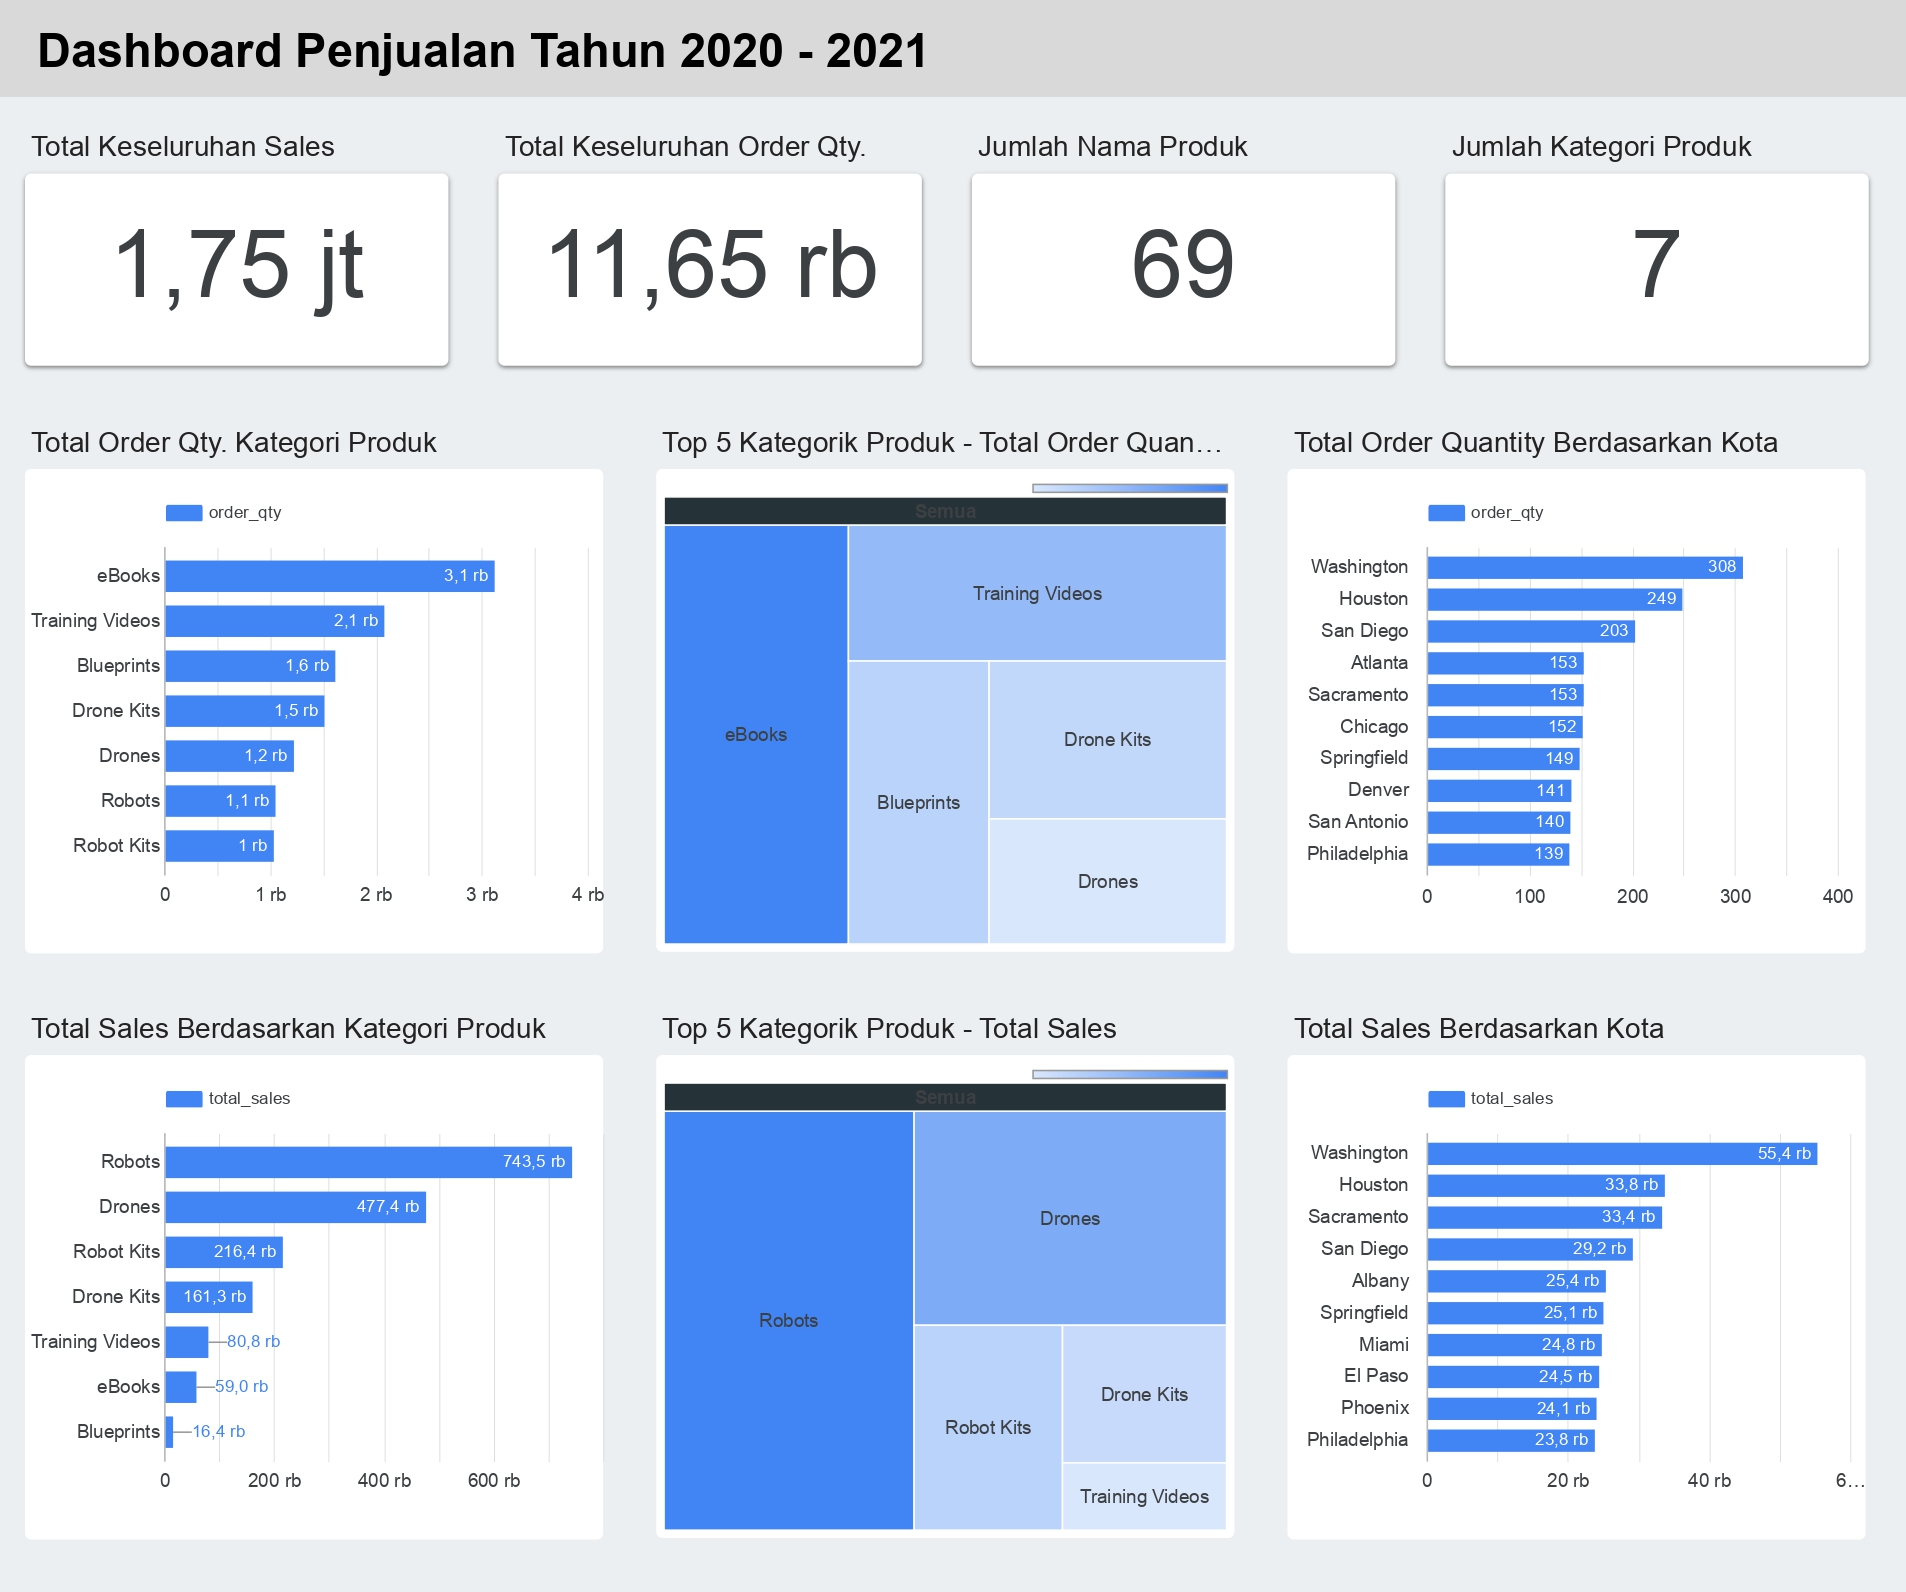 Dashboard Penjualan Tahun 2020 - 2021
Total Keseluruhan Sales
1,75 jt
Total Keseluruhan Order Qty.
11,65 rb
Jumlah Nama Produk
69
Jumlah Kategori Produk
7
Total Order Qty. Kategori Produk
order_qty
eBooks 3,1 rb
Training Videos 2,1 rb
Blueprints 1,6 rb
Drone Kits 1,5 rb
Drones 1,2 rb
Robots 1,1 rb
Robot Kits 1 rb
0 1 rb 2 rb 3 rb 4 rb
Top 5 Kategorik Produk - Total Order Quan…
Semua
eBooks
Training Videos
Blueprints
Drone Kits
Drones
Total Order Quantity Berdasarkan Kota
order_qty
Washington 308
Houston 249
San Diego 203
Atlanta 153
Sacramento 153
Chicago 152
Springfield 149
Denver 141
San Antonio 140
Philadelphia 139
0 100 200 300 400
Total Sales Berdasarkan Kategori Produk
total_sales
Robots 743,5 rb
Drones 477,4 rb
Robot Kits 216,4 rb
Drone Kits 161,3 rb
Training Videos 80,8 rb
eBooks 59,0 rb
Blueprints 16,4 rb
0 200 rb 400 rb 600 rb
Top 5 Kategorik Produk - Total Sales
Semua
Robots
Drones
Robot Kits
Drone Kits
Training Videos
Total Sales Berdasarkan Kota
total_sales
Washington 55,4 rb
Houston 33,8 rb
Sacramento 33,4 rb
San Diego 29,2 rb
Albany 25,4 rb
Springfield 25,1 rb
Miami 24,8 rb
El Paso 24,5 rb
Phoenix 24,1 rb
Philadelphia 23,8 rb
0 20 rb 40 rb 6…